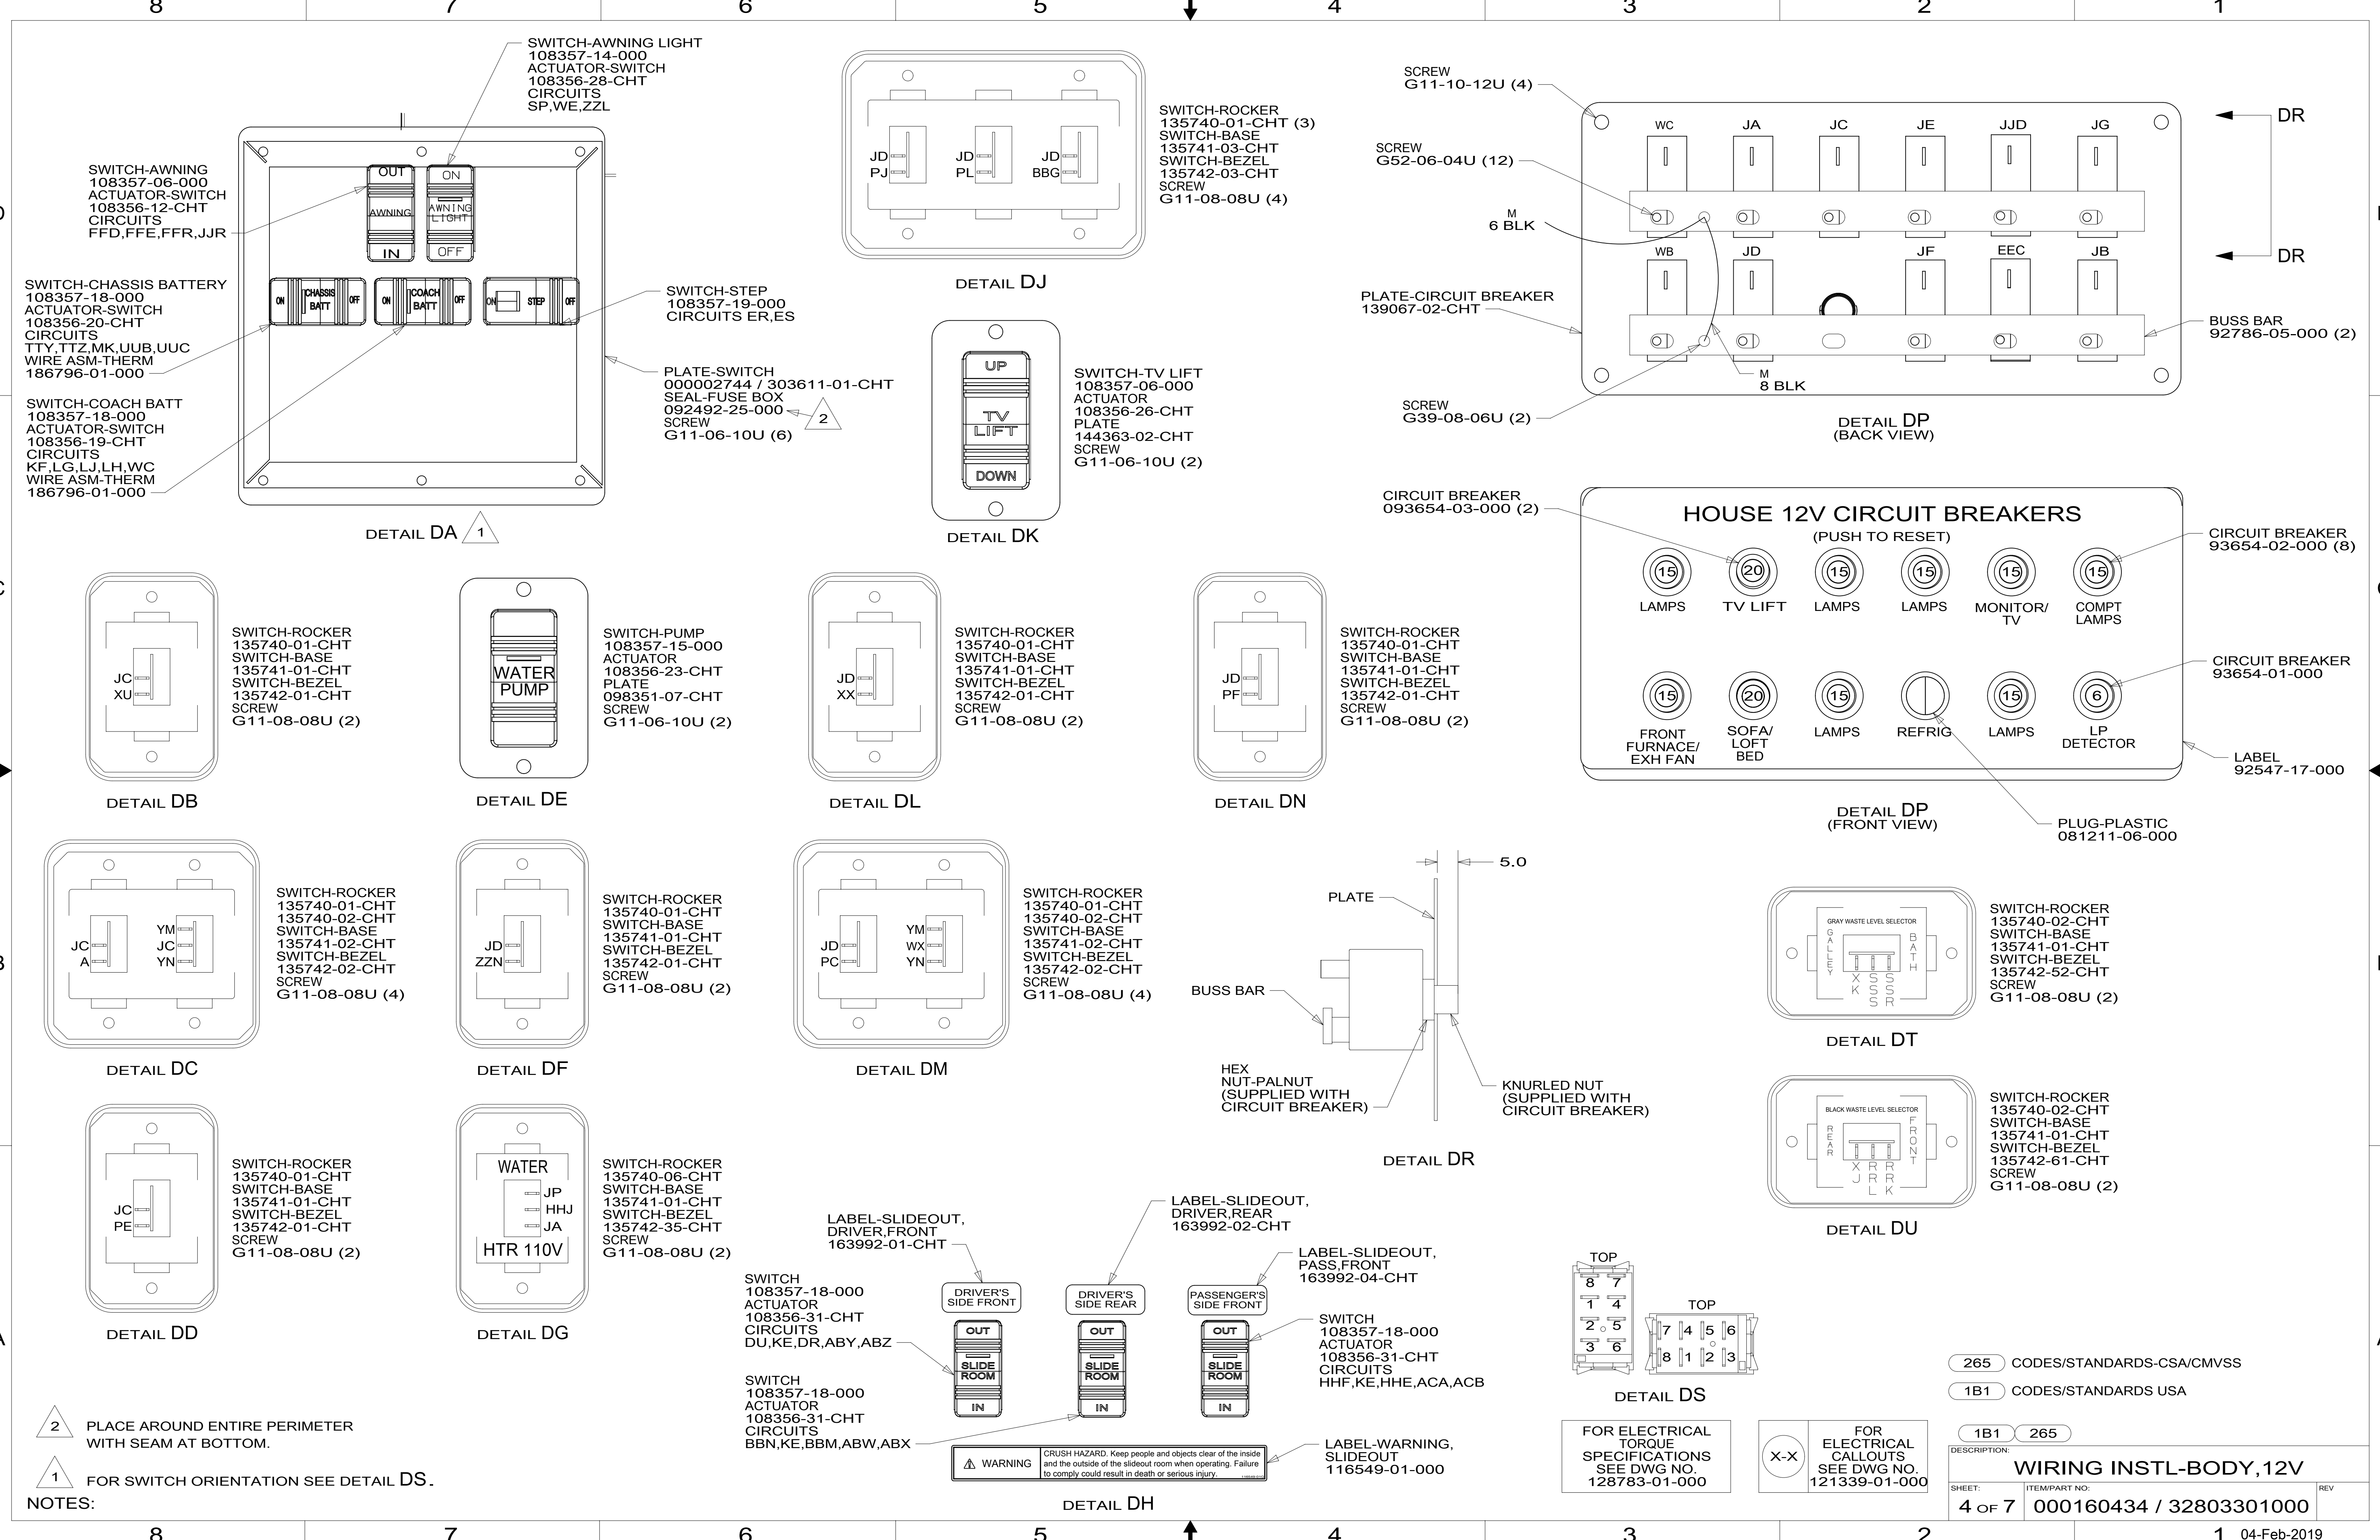 8 7 6 5 4 3 2 1
SWITCH-AWNING LIGHT
108357-14-000
ACTUATOR-SWITCH
108356-28-CHT
CIRCUITS
SP,WE,ZZL
SWITCH-AWNING
108357-06-000
ACTUATOR-SWITCH
108356-12-CHT
CIRCUITS
FFD,FFE,FFR,JJR
OUT
AWNING
IN
ON
AWNING
LIGHT
OFF
SWITCH-CHASSIS BATTERY
108357-18-000
ACTUATOR-SWITCH
108356-20-CHT
CIRCUITS
TTY,TTZ,MK,UUB,UUC
WIRE ASM-THERM
186796-01-000
ON CHASSIS BATT OFF
ON COACH BATT OFF
ON STEP OFF
SWITCH-STEP
108357-19-000
CIRCUITS ER,ES
SWITCH-COACH BATT
108357-18-000
ACTUATOR-SWITCH
108356-19-CHT
CIRCUITS
KF,LG,LJ,LH,WC
WIRE ASM-THERM
186796-01-000
PLATE-SWITCH
000002744 / 303611-01-CHT
SEAL-FUSE BOX
092492-25-000
SCREW
G11-06-10U (6)
2
DETAIL DA 1
JD
PJ
JD
PL
JD
BBG
SWITCH-ROCKER
135740-01-CHT (3)
SWITCH-BASE
135741-03-CHT
SWITCH-BEZEL
135742-03-CHT
SCREW
G11-08-08U (4)
DETAIL DJ
UP
TV
LIFT
DOWN
SWITCH-TV LIFT
108357-06-000
ACTUATOR
108356-26-CHT
PLATE
144363-02-CHT
SCREW
G11-06-10U (2)
DETAIL DK
SCREW
G11-10-12U (4)
SCREW
G52-06-04U (12)
M
6 BLK
PLATE-CIRCUIT BREAKER
139067-02-CHT
SCREW
G39-08-06U (2)
WC JA JC JE JJD JG
WB JD JF EEC JB
M
8 BLK
DR
DR
BUSS BAR
92786-05-000 (2)
DETAIL DP
(BACK VIEW)
CIRCUIT BREAKER
093654-03-000 (2)
HOUSE 12V CIRCUIT BREAKERS
(PUSH TO RESET)
15 20 15 15 15 15
LAMPS
TV LIFT
LAMPS
LAMPS
MONITOR/
TV
COMPT
LAMPS
15 20 15 15 6
FRONT
FURNACE/
EXH FAN
SOFA/
LOFT
BED
LAMPS
REFRIG
LAMPS
LP
DETECTOR
CIRCUIT BREAKER
93654-02-000 (8)
CIRCUIT BREAKER
93654-01-000
LABEL
92547-17-000
PLUG-PLASTIC
081211-06-000
DETAIL DP
(FRONT VIEW)
JC
XU
SWITCH-ROCKER
135740-01-CHT
SWITCH-BASE
135741-01-CHT
SWITCH-BEZEL
135742-01-CHT
SCREW
G11-08-08U (2)
DETAIL DB
WATER
PUMP
SWITCH-PUMP
108357-15-000
ACTUATOR
108356-23-CHT
PLATE
098351-07-CHT
SCREW
G11-06-10U (2)
DETAIL DE
JD
XX
SWITCH-ROCKER
135740-01-CHT
SWITCH-BASE
135741-01-CHT
SWITCH-BEZEL
135742-01-CHT
SCREW
G11-08-08U (2)
DETAIL DL
JD
PF
SWITCH-ROCKER
135740-01-CHT
SWITCH-BASE
135741-01-CHT
SWITCH-BEZEL
135742-01-CHT
SCREW
G11-08-08U (2)
DETAIL DN
JC
A
YM
JC
YN
SWITCH-ROCKER
135740-01-CHT
135740-02-CHT
SWITCH-BASE
135741-02-CHT
SWITCH-BEZEL
135742-02-CHT
SCREW
G11-08-08U (4)
DETAIL DC
JD
ZZN
SWITCH-ROCKER
135740-01-CHT
SWITCH-BASE
135741-01-CHT
SWITCH-BEZEL
135742-01-CHT
SCREW
G11-08-08U (2)
DETAIL DF
JD
PC
YM
WX
YN
SWITCH-ROCKER
135740-01-CHT
135740-02-CHT
SWITCH-BASE
135741-02-CHT
SWITCH-BEZEL
135742-02-CHT
SCREW
G11-08-08U (4)
DETAIL DM
5.0
PLATE
BUSS BAR
HEX
NUT-PALNUT
(SUPPLIED WITH
CIRCUIT BREAKER)
KNURLED NUT
(SUPPLIED WITH
CIRCUIT BREAKER)
DETAIL DR
GRAY WASTE LEVEL SELECTOR
GALLEY
BATH
XK
SSS
SSR
SWITCH-ROCKER
135740-02-CHT
SWITCH-BASE
135741-01-CHT
SWITCH-BEZEL
135742-52-CHT
SCREW
G11-08-08U (2)
DETAIL DT
BLACK WASTE LEVEL SELECTOR
REAR
FRONT
XJ
RRL
RRK
SWITCH-ROCKER
135740-02-CHT
SWITCH-BASE
135741-01-CHT
SWITCH-BEZEL
135742-61-CHT
SCREW
G11-08-08U (2)
DETAIL DU
JC
PE
SWITCH-ROCKER
135740-01-CHT
SWITCH-BASE
135741-01-CHT
SWITCH-BEZEL
135742-01-CHT
SCREW
G11-08-08U (2)
DETAIL DD
WATER
JP
HHJ
JA
HTR 110V
SWITCH-ROCKER
135740-06-CHT
SWITCH-BASE
135741-01-CHT
SWITCH-BEZEL
135742-35-CHT
SCREW
G11-08-08U (2)
DETAIL DG
LABEL-SLIDEOUT,
DRIVER,FRONT
163992-01-CHT
LABEL-SLIDEOUT,
DRIVER,REAR
163992-02-CHT
LABEL-SLIDEOUT,
PASS,FRONT
163992-04-CHT
SWITCH
108357-18-000
ACTUATOR
108356-31-CHT
CIRCUITS
DU,KE,DR,ABY,ABZ
SWITCH
108357-18-000
ACTUATOR
108356-31-CHT
CIRCUITS
BBN,KE,BBM,ABW,ABX
DRIVER'S
SIDE FRONT
DRIVER'S
SIDE REAR
PASSENGER'S
SIDE FRONT
OUT
SLIDE
ROOM
IN
OUT
SLIDE
ROOM
IN
OUT
SLIDE
ROOM
IN
SWITCH
108357-18-000
ACTUATOR
108356-31-CHT
CIRCUITS
HHF,KE,HHE,ACA,ACB
WARNING
CRUSH HAZARD. Keep people and objects clear of the inside
and the outside of the slideout room when operating. Failure
to comply could result in death or serious injury.
LABEL-WARNING,
SLIDEOUT
116549-01-000
DETAIL DH
TOP
8 7
1 4
2 5
3 6
TOP
7 4 5 6
8 1 2 3
DETAIL DS
265 CODES/STANDARDS-CSA/CMVSS
1B1 CODES/STANDARDS USA
FOR ELECTRICAL
TORQUE
SPECIFICATIONS
SEE DWG NO.
128783-01-000
X-X
FOR
ELECTRICAL
CALLOUTS
SEE DWG NO.
121339-01-000
1B1 265
DESCRIPTION:
WIRING INSTL-BODY,12V
SHEET:
4 OF 7
ITEM/PART NO:
000160434 / 32803301000
REV
2 PLACE AROUND ENTIRE PERIMETER
WITH SEAM AT BOTTOM.
1 FOR SWITCH ORIENTATION SEE DETAIL DS.
NOTES:
8 7 6 5 4 3 2 1
04-Feb-2019